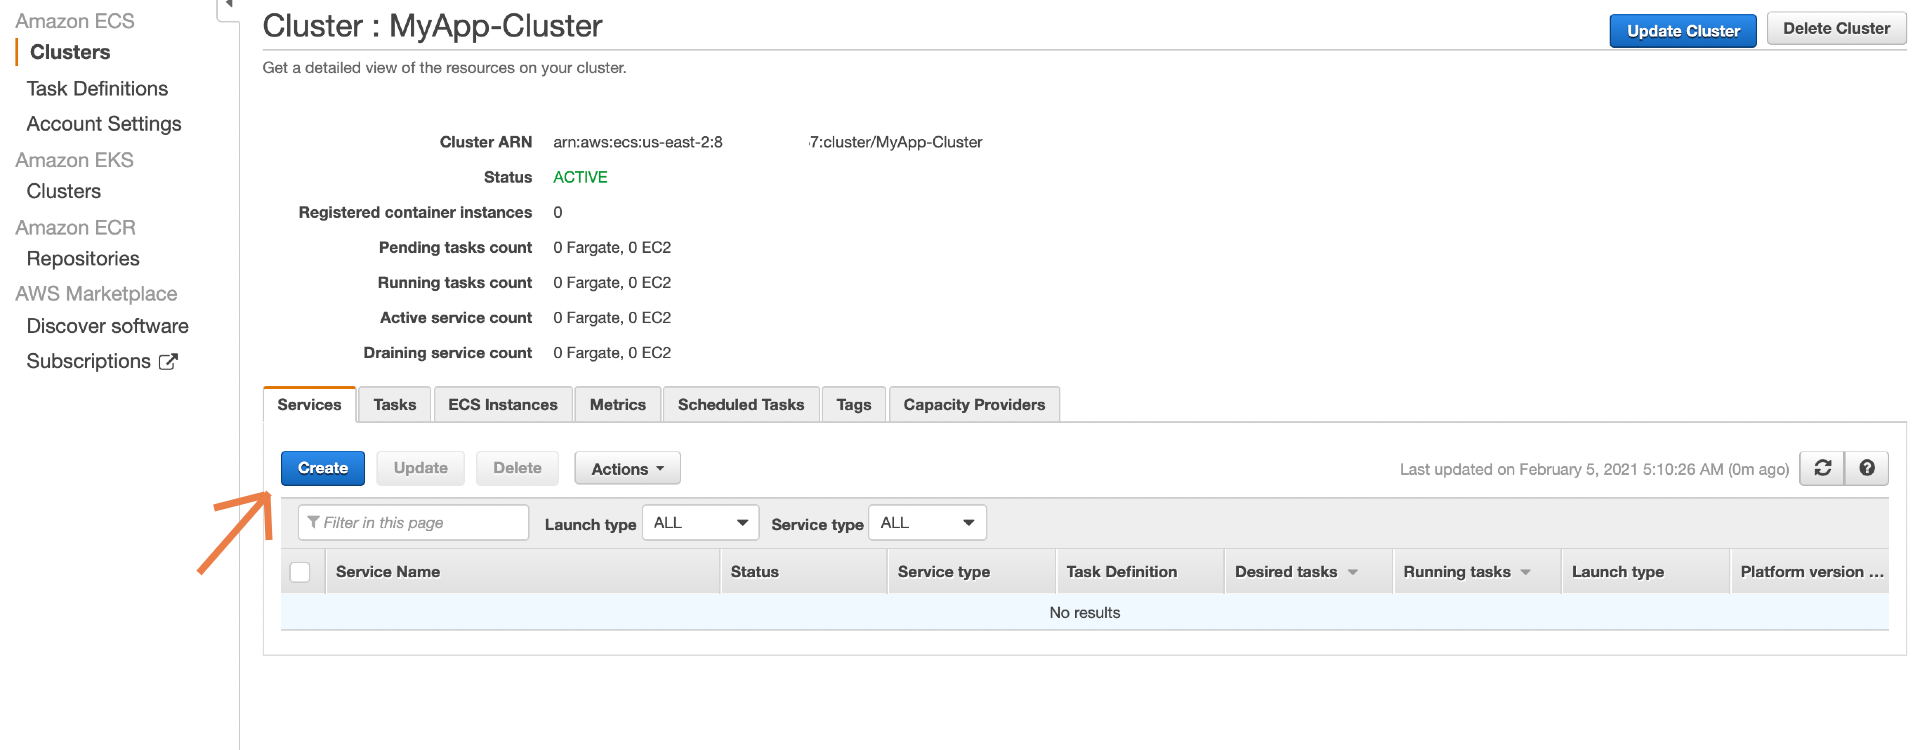 Amazon ECS
Clusters
Task Definitions
Account Settings
Amazon EKS
Clusters
Amazon ECR
Repositories
AWS Marketplace
Discover software
Subscriptions
Cluster : MyApp-Cluster
Update Cluster
Delete Cluster
Get a detailed view of the resources on your cluster.
Cluster ARN arn:aws:ecs:us-east-2:8 7:cluster/MyApp-Cluster
Status ACTIVE
Registered container instances 0
Pending tasks count 0 Fargate, 0 EC2
Running tasks count 0 Fargate, 0 EC2
Active service count 0 Fargate, 0 EC2
Draining service count 0 Fargate, 0 EC2
Services Tasks ECS Instances Metrics Scheduled Tasks Tags Capacity Providers
Create Update Delete Actions Last updated on February 5, 2021 5:10:26 AM (0m ago)
Filter in this page Launch type ALL Service type ALL
Service Name Status Service type Task Definition Desired tasks Running tasks Launch type Platform version ...
No results